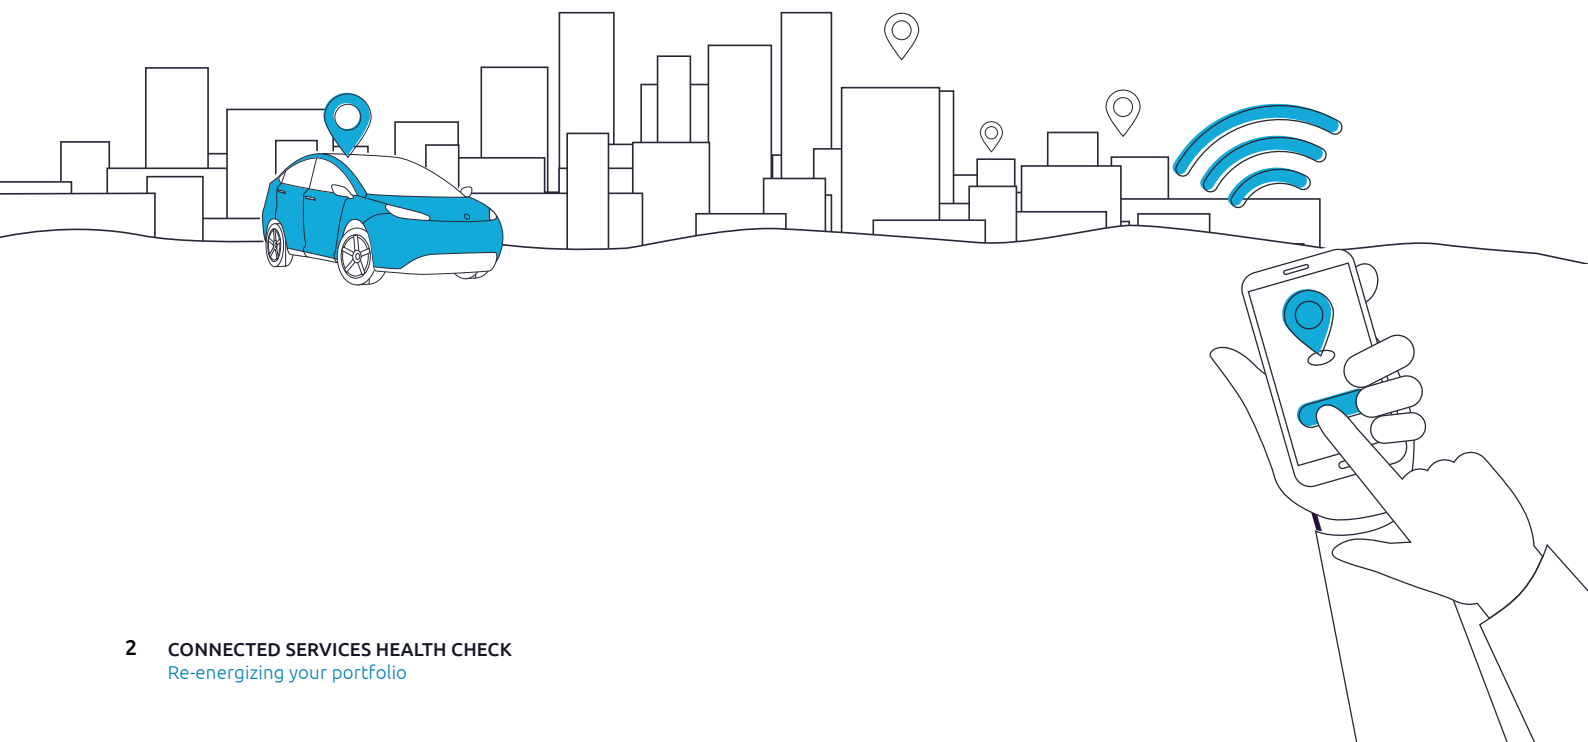 2 CONNECTED SERVICES HEALTH CHECK
Re-energizing your portfolio